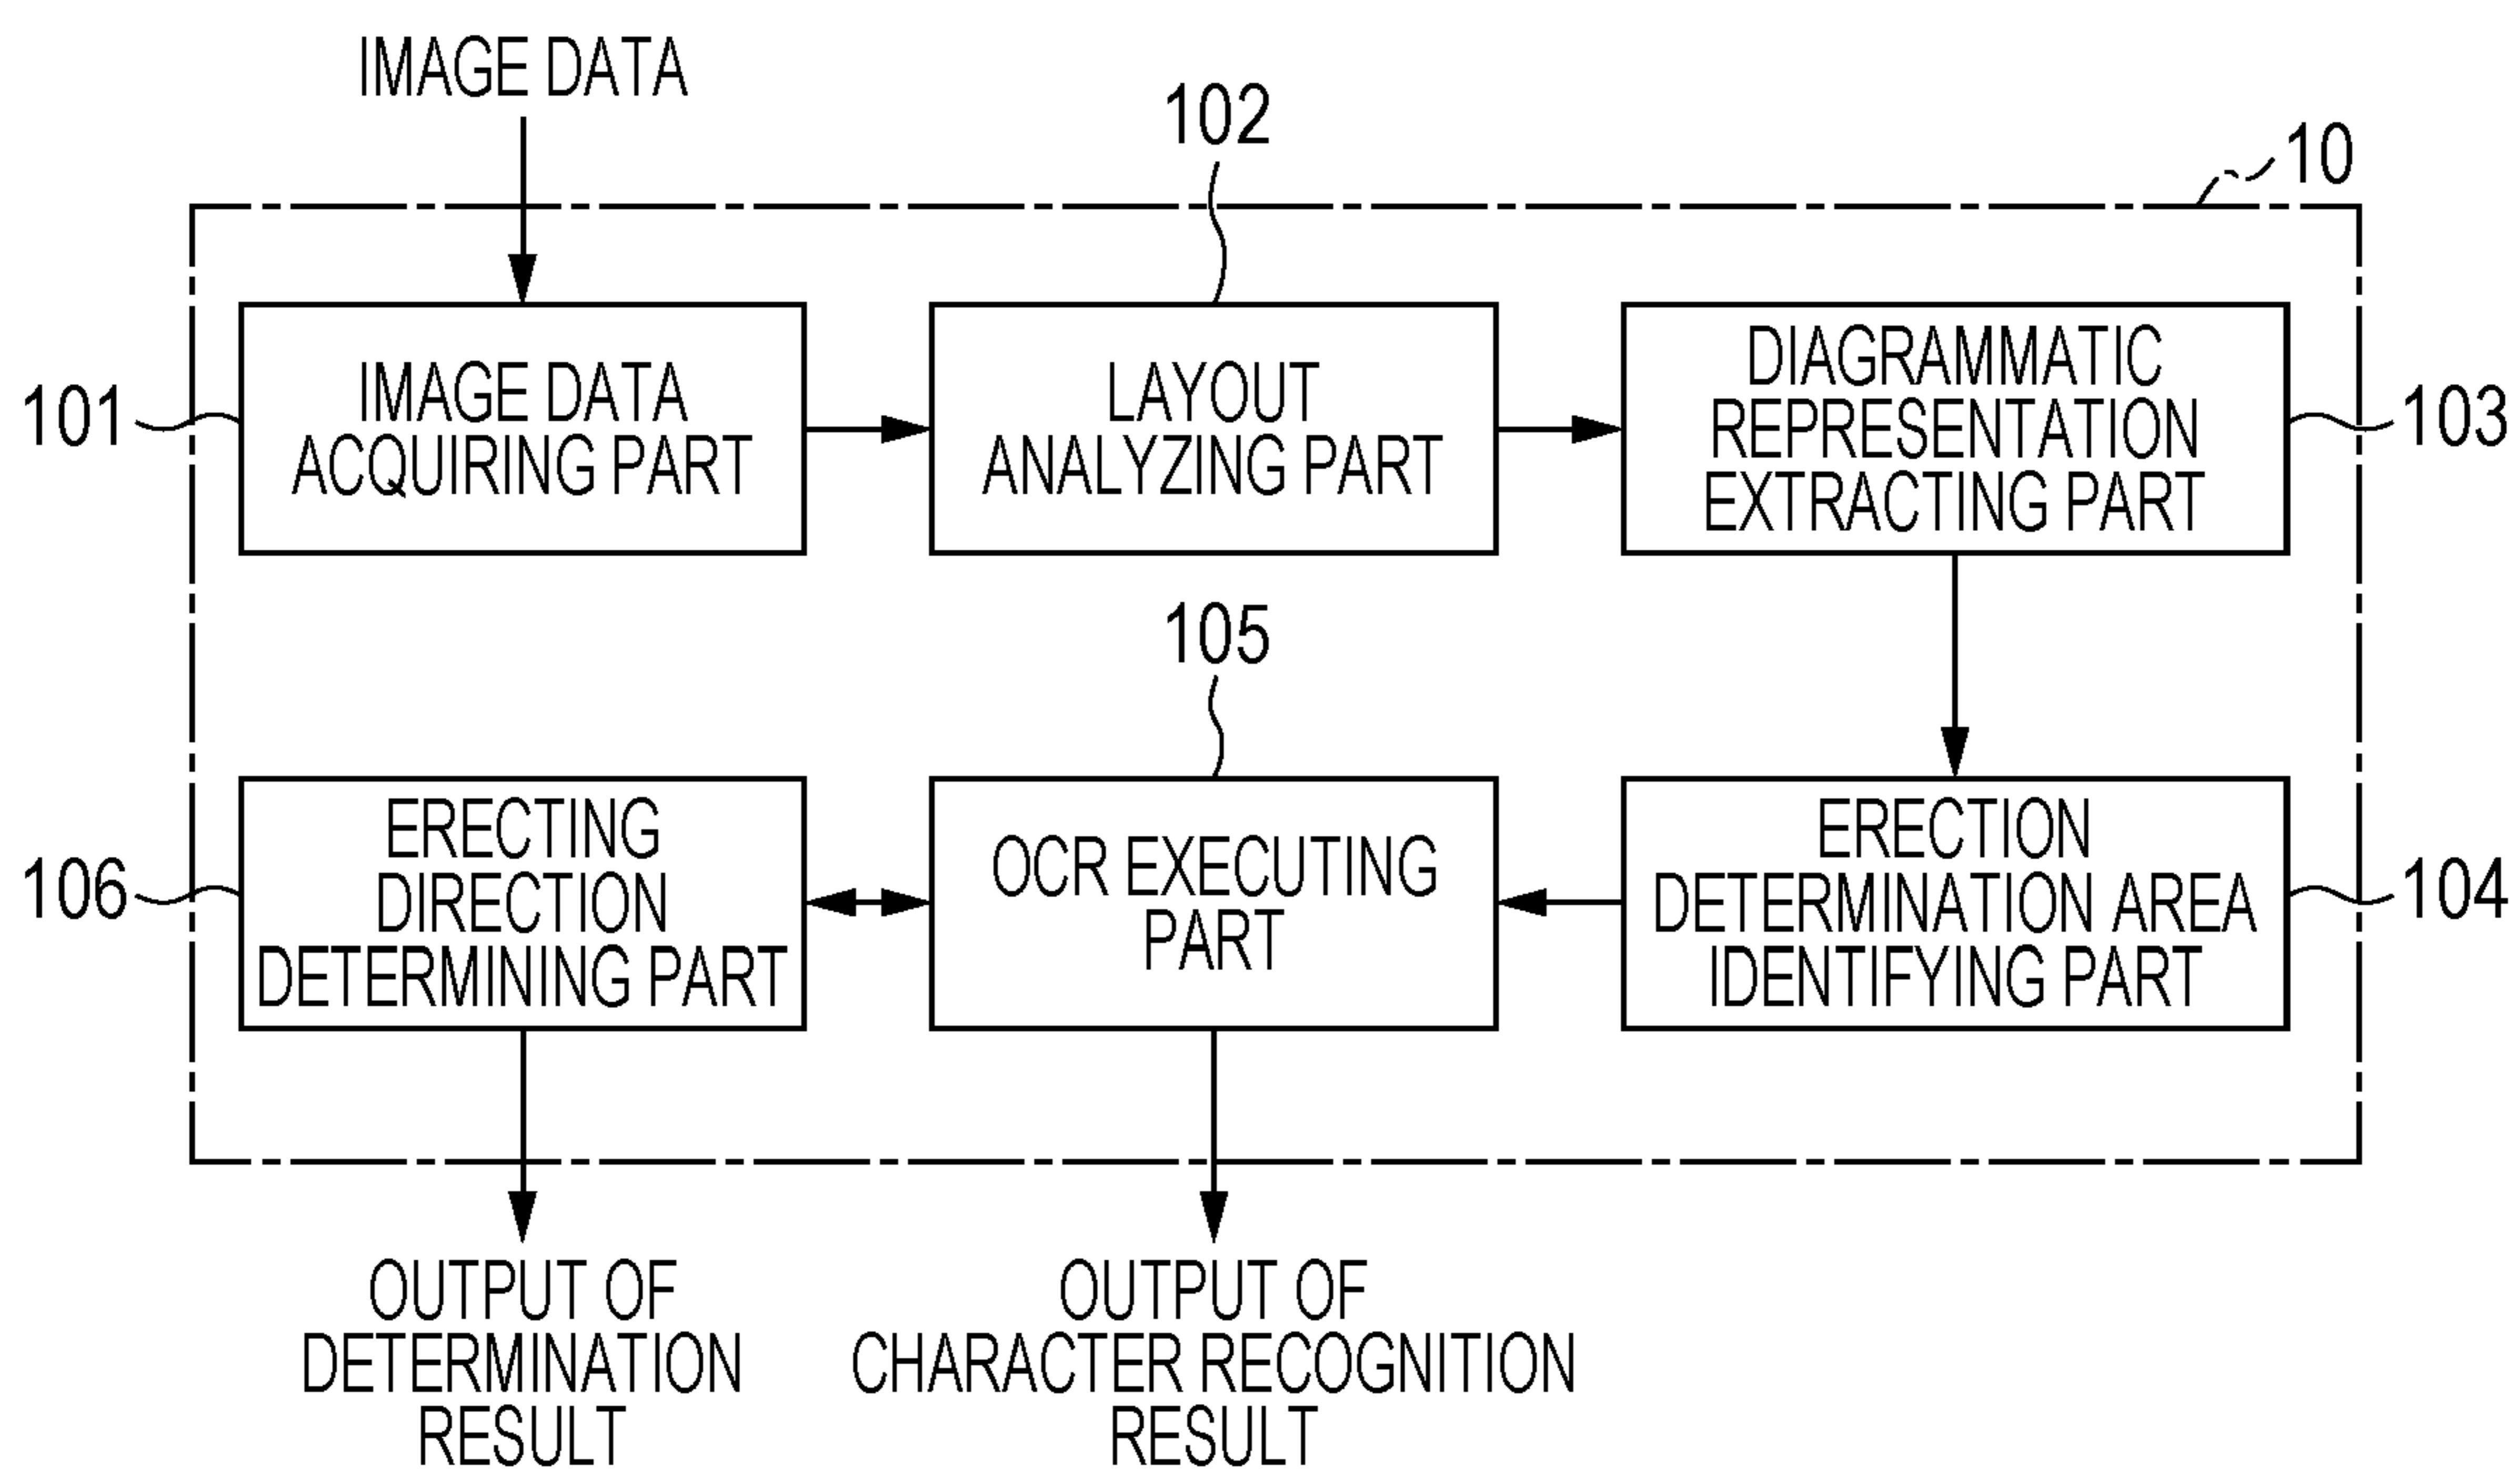 IMAGE DATA
102
10
101
IMAGE DATA
ACQUIRING PART
LAYOUT
ANALYZING PART
DIAGRAMMATIC
REPRESENTATION
EXTRACTING PART
103
105
106
ERECTING
DIRECTION
DETERMINING PART
OCR EXECUTING
PART
ERECTION
DETERMINATION AREA
IDENTIFYING PART
104
OUTPUT OF
DETERMINATION
RESULT
OUTPUT OF
CHARACTER RECOGNITION
RESULT